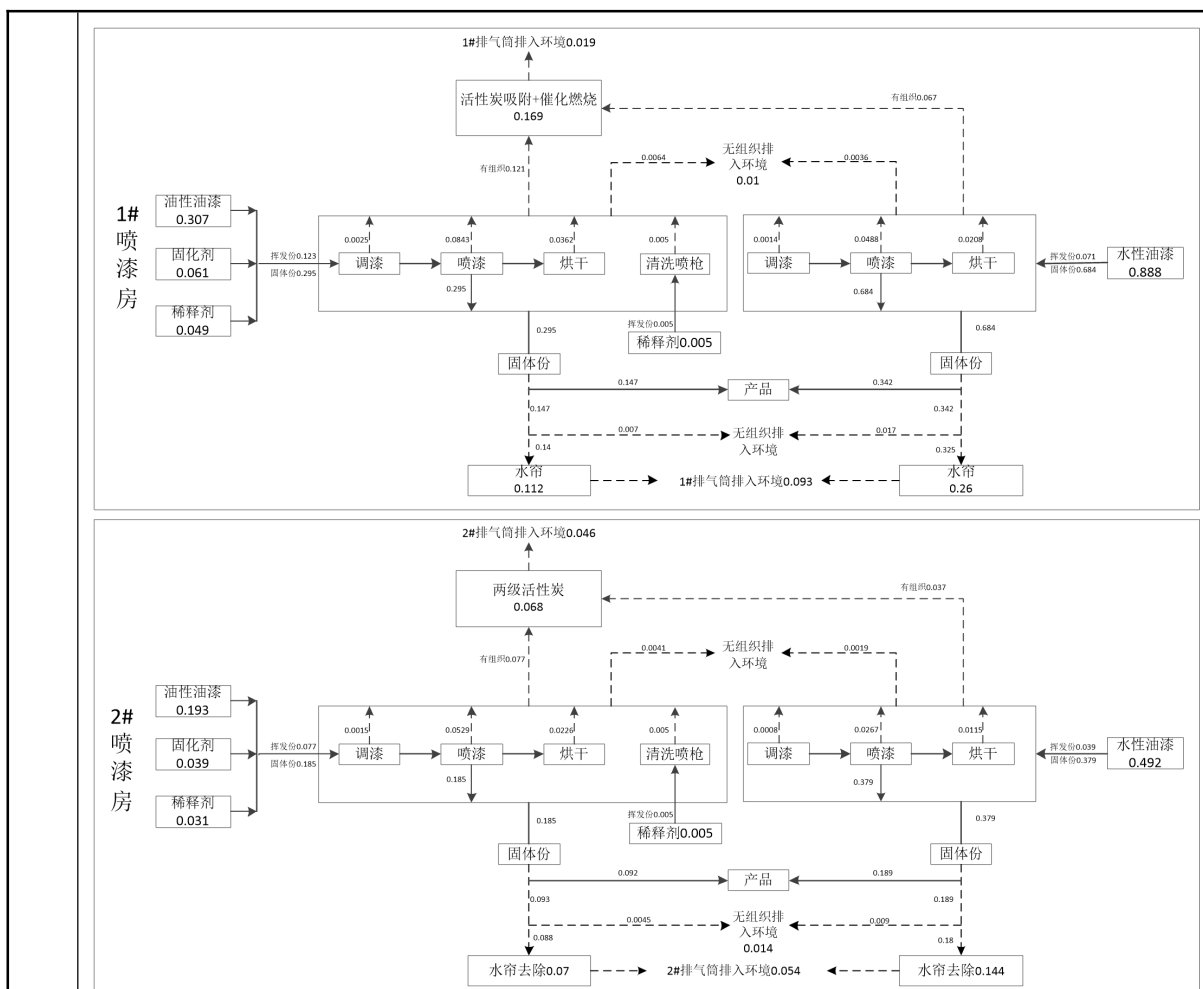 1#排气筒排入环境0.019
活性炭吸附+催化燃烧
0.169
有组织0.067
有组织0.121
0.0064
无组织排
入环境
0.01
0.0036
1#
喷
漆
房
油性油漆
0.307
固化剂
0.061
稀释剂
0.049
挥发份0.123
固体份0.295
0.0025
0.0843
0.0362
0.005
调漆
喷漆
烘干
清洗喷枪
0.295
挥发份0.005
稀释剂0.005
0.0014
0.0488
0.0208
调漆
喷漆
烘干
0.684
挥发份0.071
固体份0.684
水性油漆
0.888
0.295
0.684
固体份
固体份
0.147
产品
0.342
0.147
0.342
0.007
无组织排
入环境
0.017
0.14
0.325
水帘
0.112
1#排气筒排入环境0.093
水帘
0.26
2#排气筒排入环境0.046
两级活性炭
0.068
有组织0.037
有组织0.077
0.0041
无组织排
入环境
0.0019
2#
喷
漆
房
油性油漆
0.193
固化剂
0.039
稀释剂
0.031
挥发份0.077
固体份0.185
0.0015
0.0529
0.0226
0.005
调漆
喷漆
烘干
清洗喷枪
0.185
挥发份0.005
稀释剂0.005
0.0008
0.0267
0.0115
调漆
喷漆
烘干
0.379
挥发份0.039
固体份0.379
水性油漆
0.492
0.185
0.379
固体份
固体份
0.092
产品
0.189
0.093
0.189
0.0045
无组织排
入环境
0.014
0.009
0.088
0.18
水帘去除0.07
2#排气筒排入环境0.054
水帘去除0.144